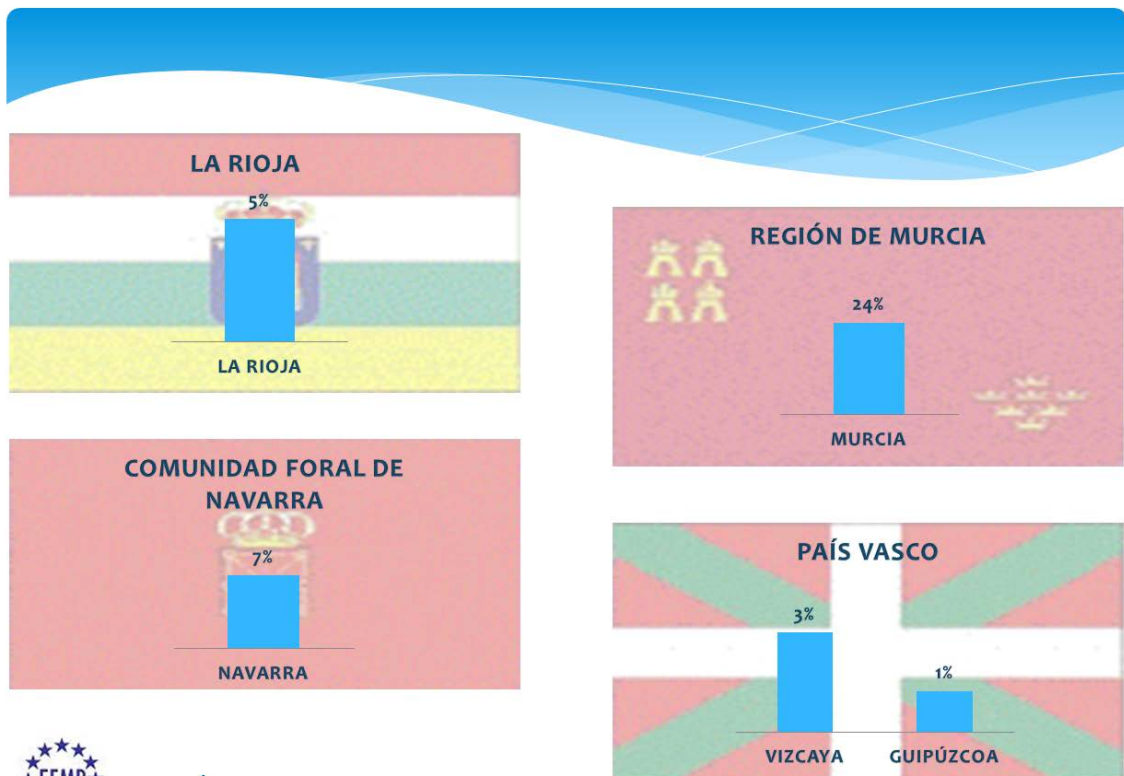 LA RIOJA
5%
LA RIOJA
REGIÓN DE MURCIA
24%
MURCIA
COMUNIDAD FORAL DE
NAVARRA
7%
NAVARRA
PAÍS VASCO
3%
1%
VIZCAYA GUIPÚZCOA
FEMP